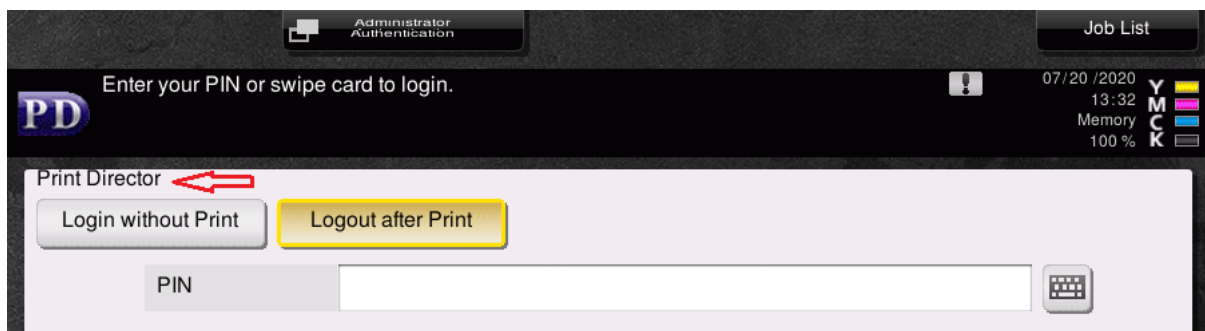 Administrator
Authentication
Job List
Enter your PIN or swipe card to login.
PD
07/20 /2020
13:32
Memory
100 %
Y
M
C
K
Print Director
Login without Print
Logout after Print
PIN